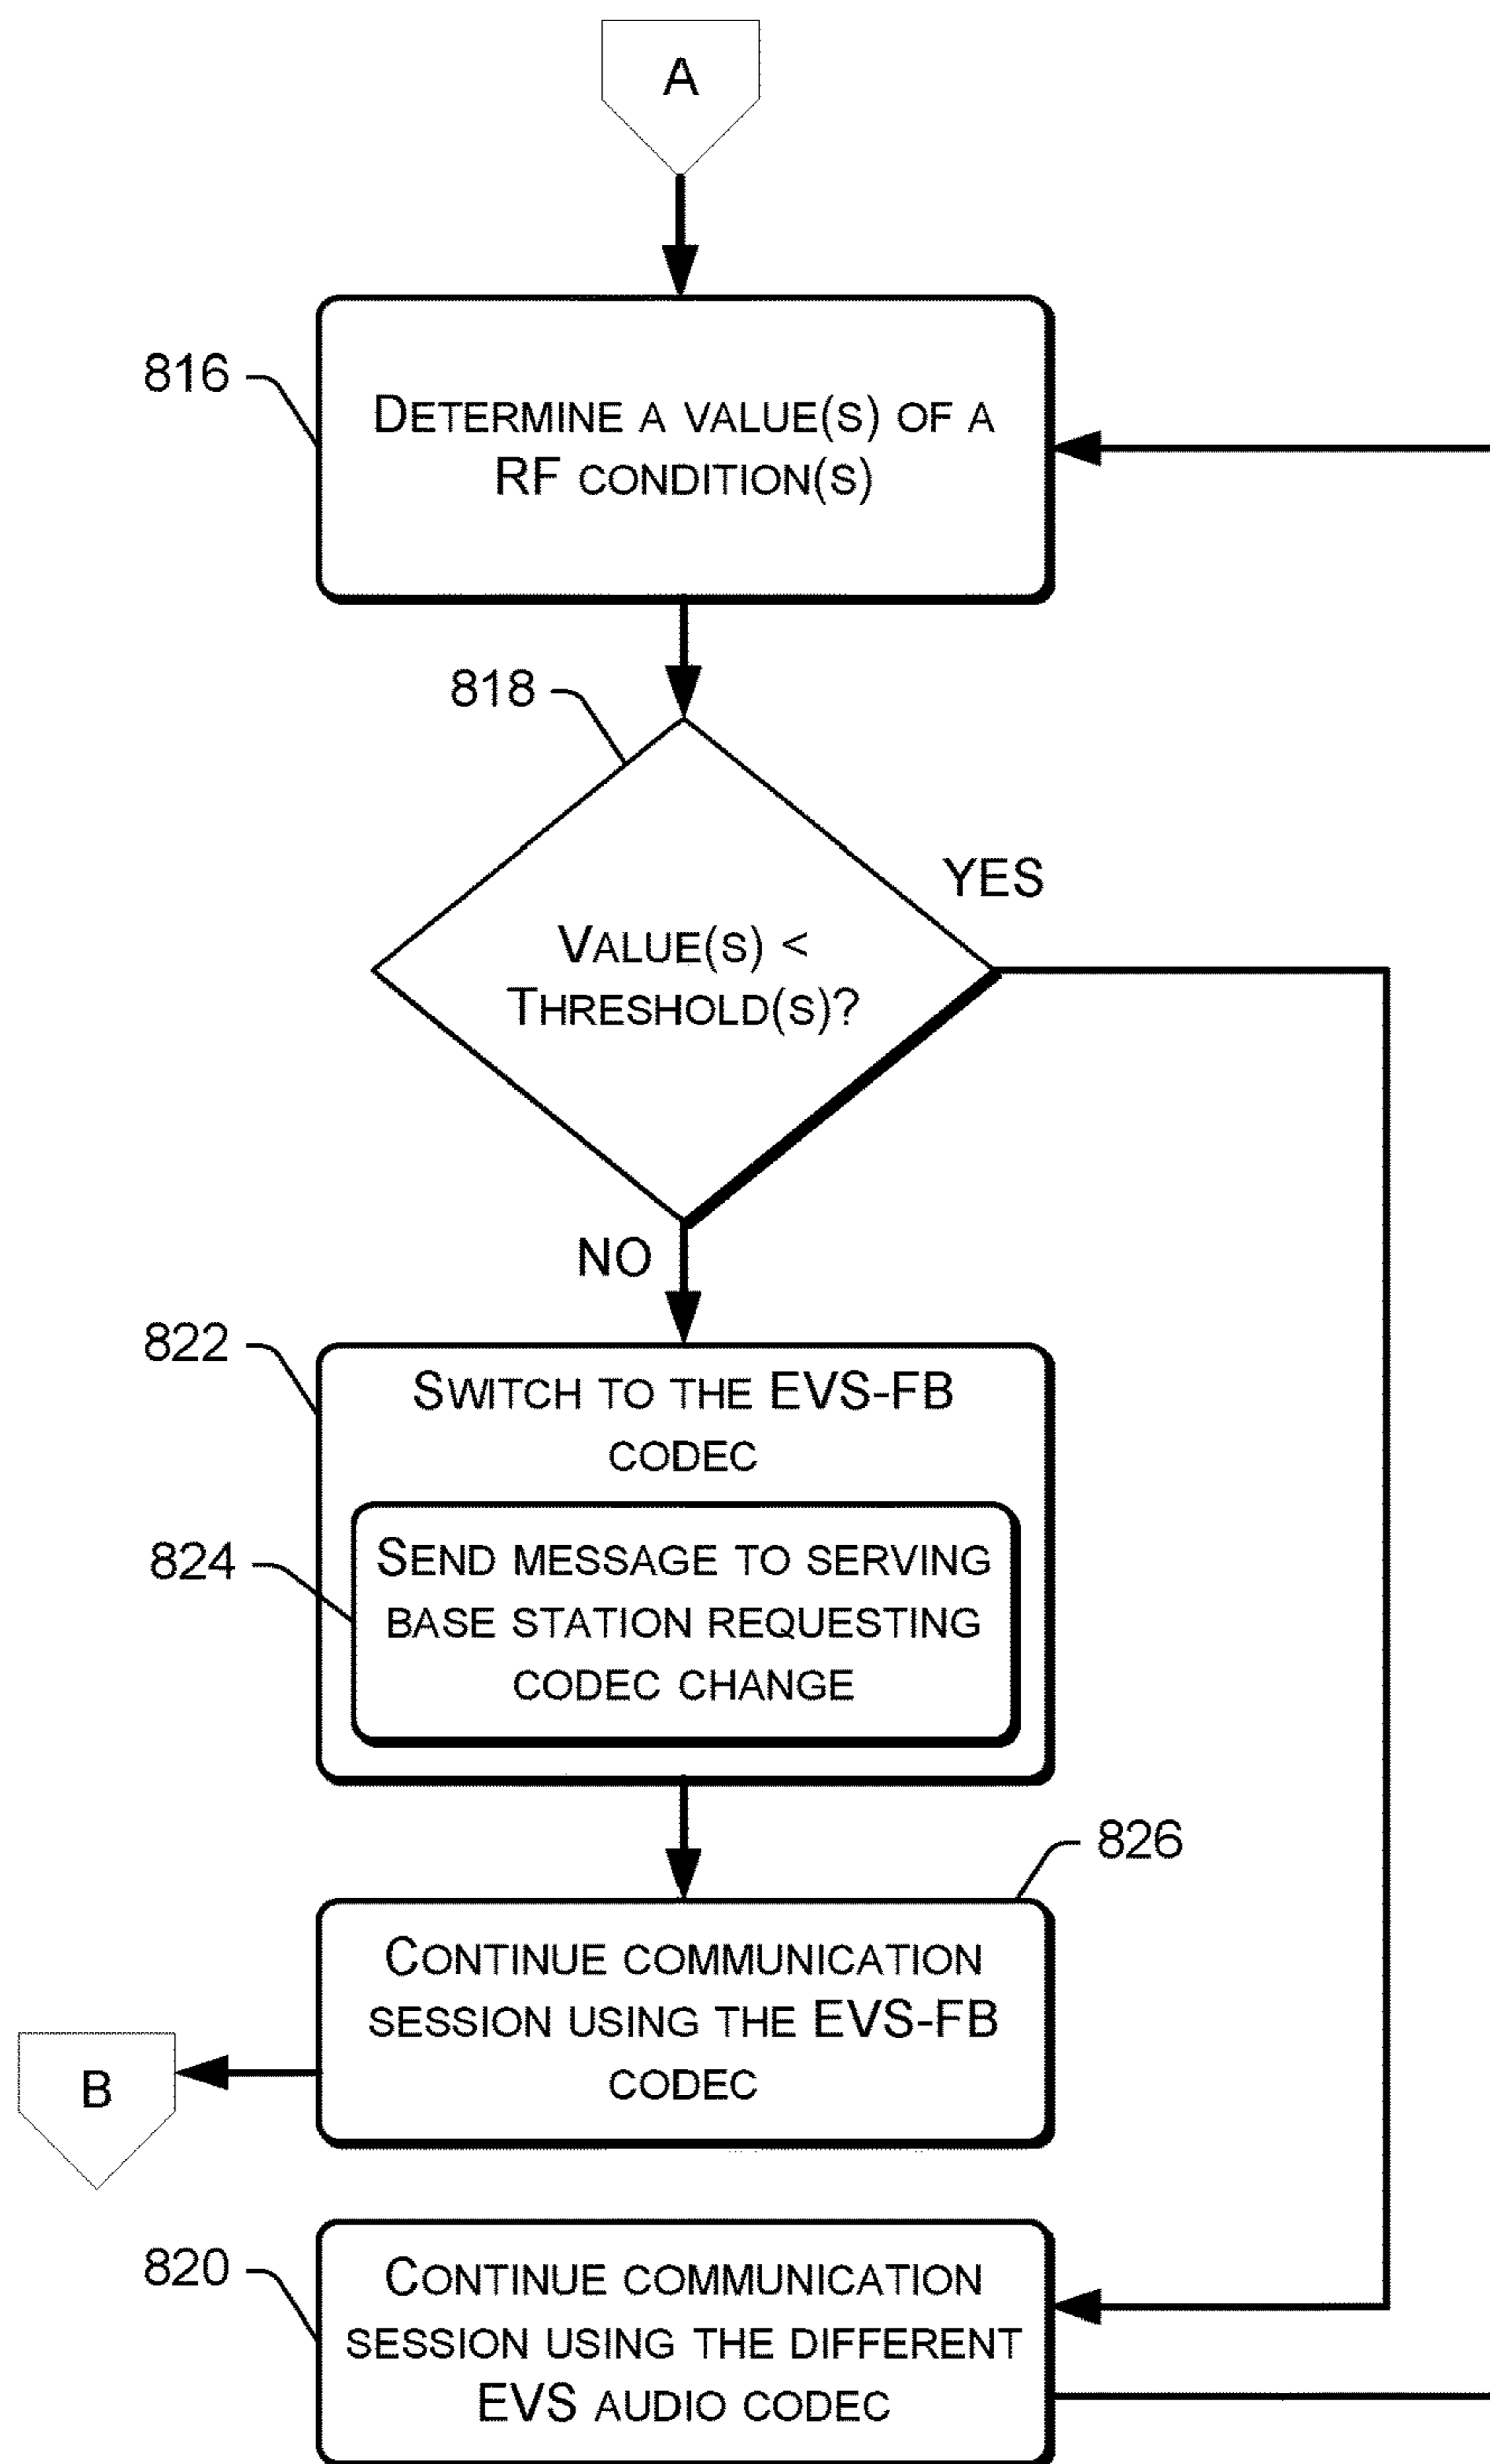 A
816
DETERMINE A VALUE(S) OF A
RF CONDITION(S)
818
YES
VALUE(S) <
THRESHOLD(S)?
NO
822
SWITCH TO THE EVS-FB
CODEC
824
SEND MESSAGE TO SERVING
BASE STATION REQUESTING
CODEC CHANGE
826
CONTINUE COMMUNICATION
SESSION USING THE EVS-FB
CODEC
B
820
CONTINUE COMMUNICATION
SESSION USING THE DIFFERENT
EVS AUDIO CODEC